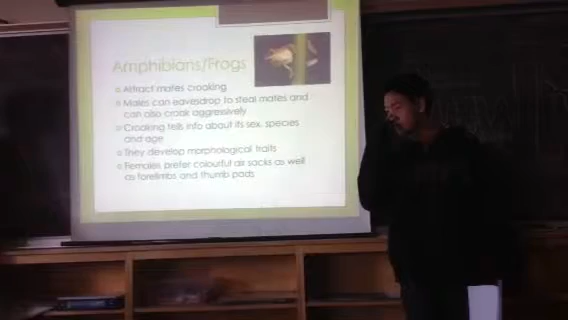 Amphibians/Frogs
Attract mates croaking
Males can eavesdrop to steal mates and
can also croak aggressively
Croaking tells info about its sex, species
and age
They develop morphological traits
Females prefer colourful air sacks as well
as forelimbs and thumb pads